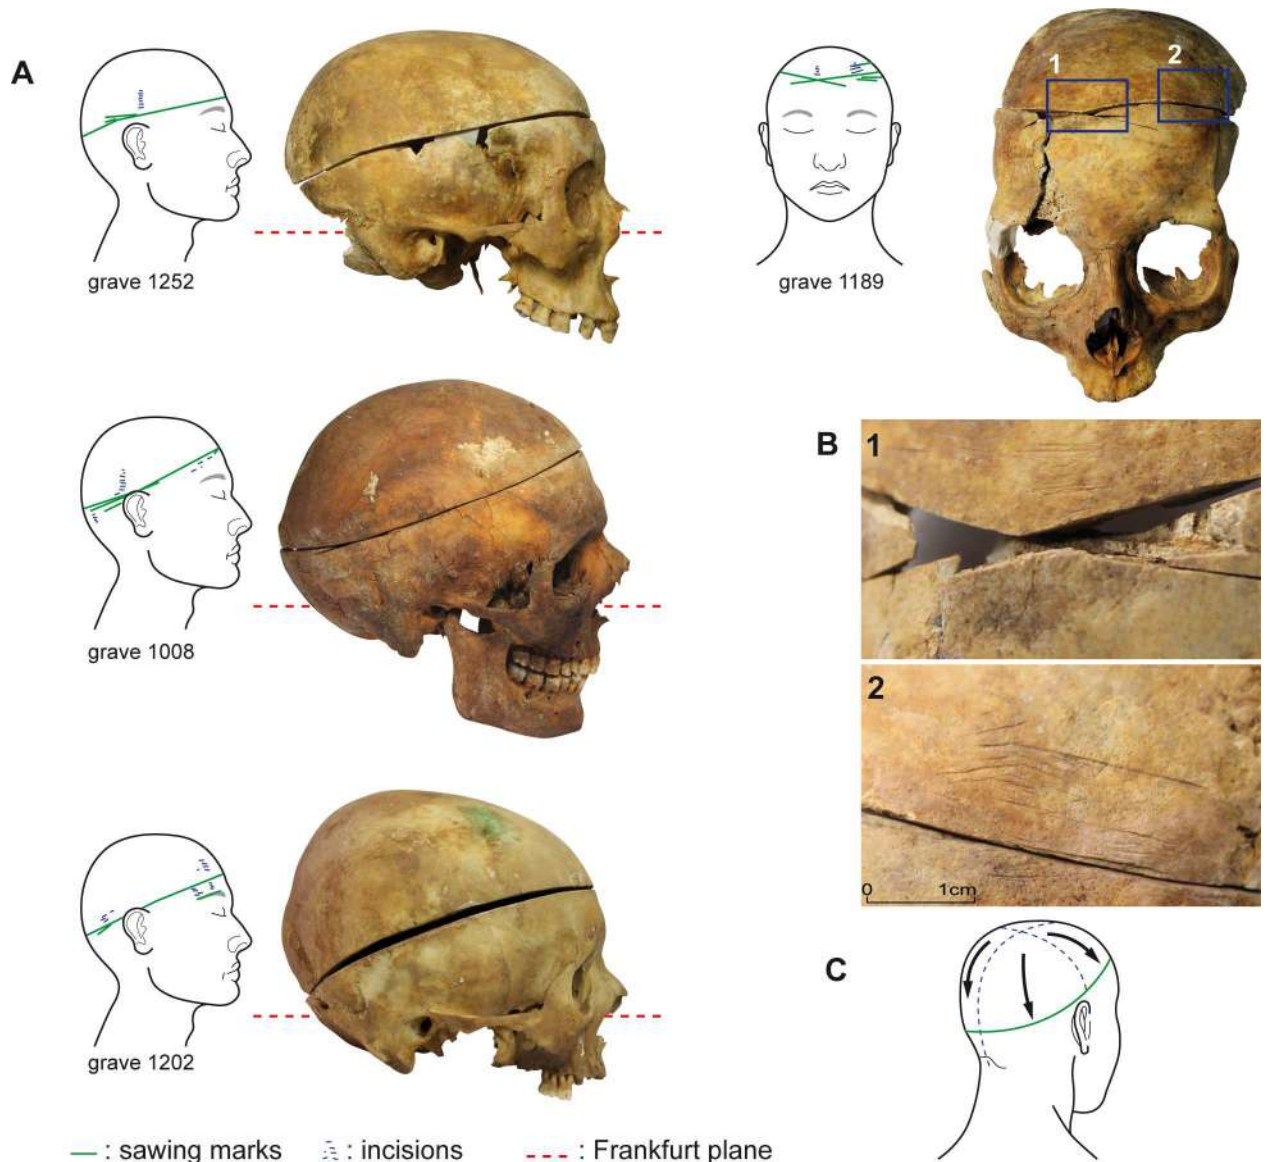 A
grave 1252
1
2
grave 1189
grave 1008
B
1
2
0 1cm
grave 1202
C
: sawing marks : incisions : Frankfurt plane